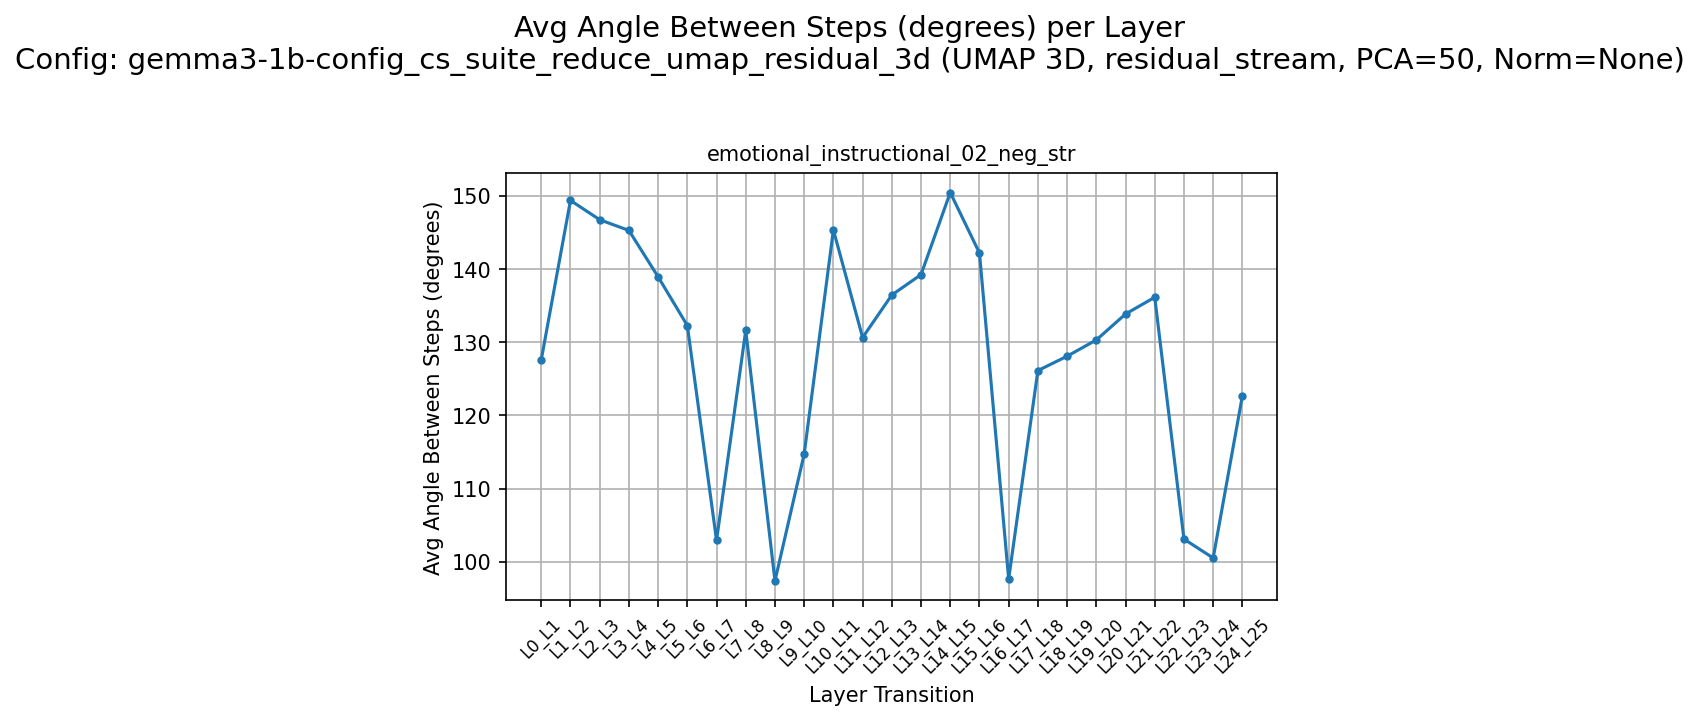 Avg Angle Between Steps (degrees) per Layer
Config: gemma3-1b-config_cs_suite_reduce_umap_residual_3d (UMAP 3D, residual_stream, PCA=50, Norm=None)
emotional_instructional_02_neg_str
Avg Angle Between Steps (degrees)
150
140
130
120
110
100
L0_L1
L1_L2
L2_L3
L3_L4
L4_L5
L5_L6
L6_L7
L7_L8
L8_L9
L9_L10
L10_L11
L11_L12
L12_L13
L13_L14
L14_L15
L15_L16
L16_L17
L17_L18
L18_L19
L19_L20
L20_L21
L21_L22
L22_L23
L23_L24
L24_L25
Layer Transition